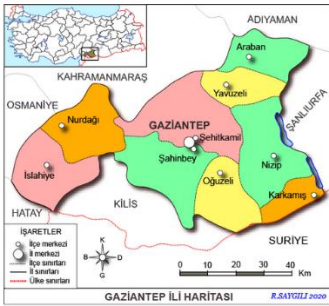 ADIYAMAN
Araban
KAHRAMANMARAŞ
Yavuzeli
OSMANİYE
Nurdağı
GAZİANTEP
Şehitkamil
ŞANLIURFA
Şahinbey
Nizip
İslahiye
Oğuzeli
Karkamış
HATAY
KİLİS
SURİYE
İŞARETLER
İlçe merkezi
İl merkezi
İlçe sınırları
İl sınırları
Ülke sınırları
K
B
D
G
0 10 20 30 40
Km
GAZİANTEP İLİ HARİTASI
R.SAYGILI 2020